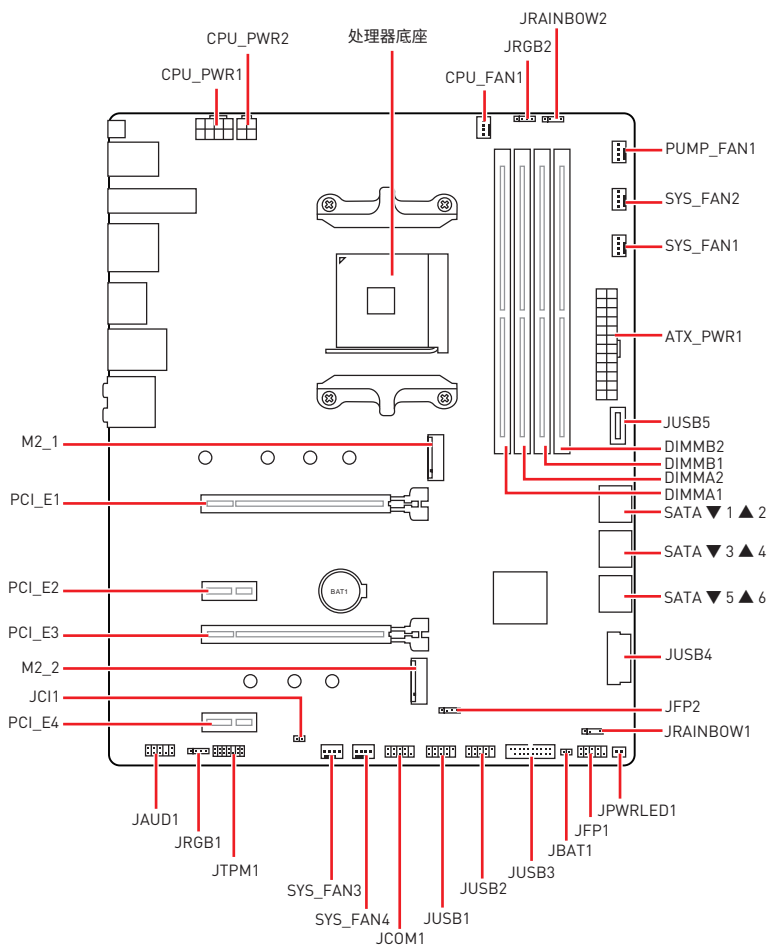 JRAINBOW2
CPU_PWR2
处理器底座
JRGB2
CPU_PWR1
CPU_FAN1
PUMP_FAN1
SYS_FAN2
SYS_FAN1
ATX_PWR1
JUSB5
M2_1
DIMMB2
DIMMB1
DIMMA2
DIMMA1
PCI_E1
SATA ▼ 1 ▲ 2
SATA ▼ 3 ▲ 4
PCI_E2
BAT1
SATA ▼ 5 ▲ 6
PCI_E3
JUSB4
M2_2
JCI1
JFP2
PCI_E4
JRAINBOW1
JAUD1
JPWRLED1
JRGB1
JFP1
JTPM1
JBAT1
JUSB3
SYS_FAN3
JUSB2
SYS_FAN4
JUSB1
JCOM1